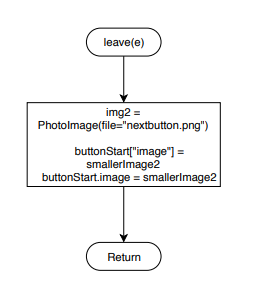 leave(e)
img2 =
PhotoImage(file="nextbutton.png")
buttonStart["image"] =
smallerImage2
buttonStart.image = smallerImage2
Return